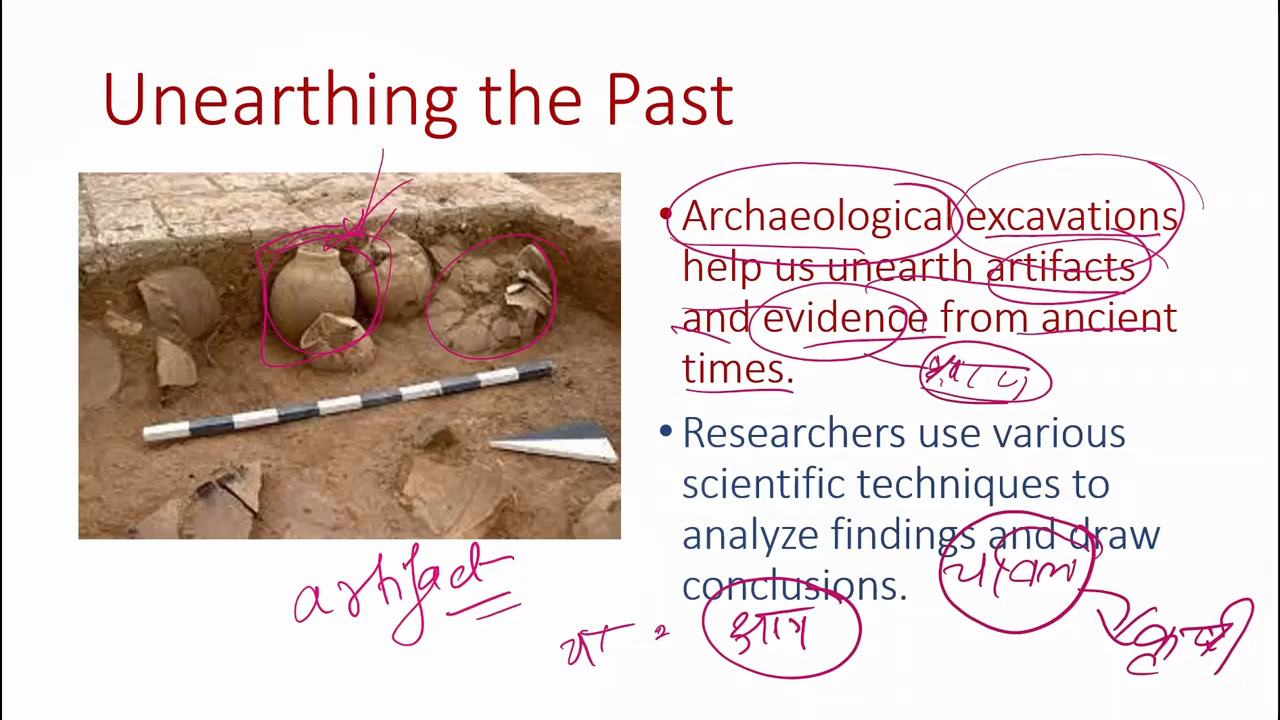 Unearthing the Past
• Archaeological excavations
help us unearth artifacts
and evidence from ancient
times.
• Researchers use various
scientific techniques to
analyze findings and draw
conclusions.
artifact